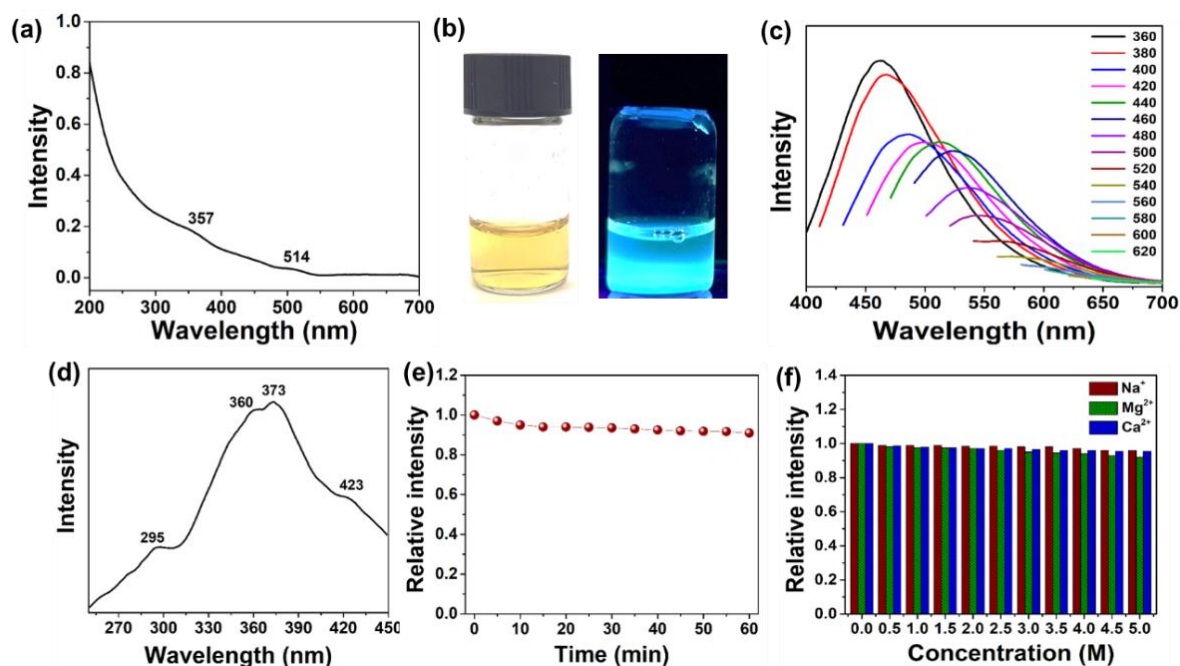 (a)
Intensity
1.0
0.8
0.6
0.4
0.2
0.0
357
514
200 300 400 500 600 700
Wavelength (nm)
(b)
(c)
Intensity
360
380
400
420
440
460
480
500
520
540
560
580
600
620
400 450 500 550 600 650 700
Wavelength (nm)
(d)
Intensity
295
360
373
423
270 300 330 360 390 420 450
Wavelength (nm)
(e)
Relative intensity
1.2
1.0
0.8
0.6
0.4
0.2
0.0
0 10 20 30 40 50 60
Time (min)
(f)
Relative intensity
1.4
1.2
1.0
0.8
0.6
0.4
0.2
0.0
Na⁺
Mg²⁺
Ca²⁺
0.0 0.5 1.0 1.5 2.0 2.5 3.0 3.5 4.0 4.5 5.0
Concentration (M)